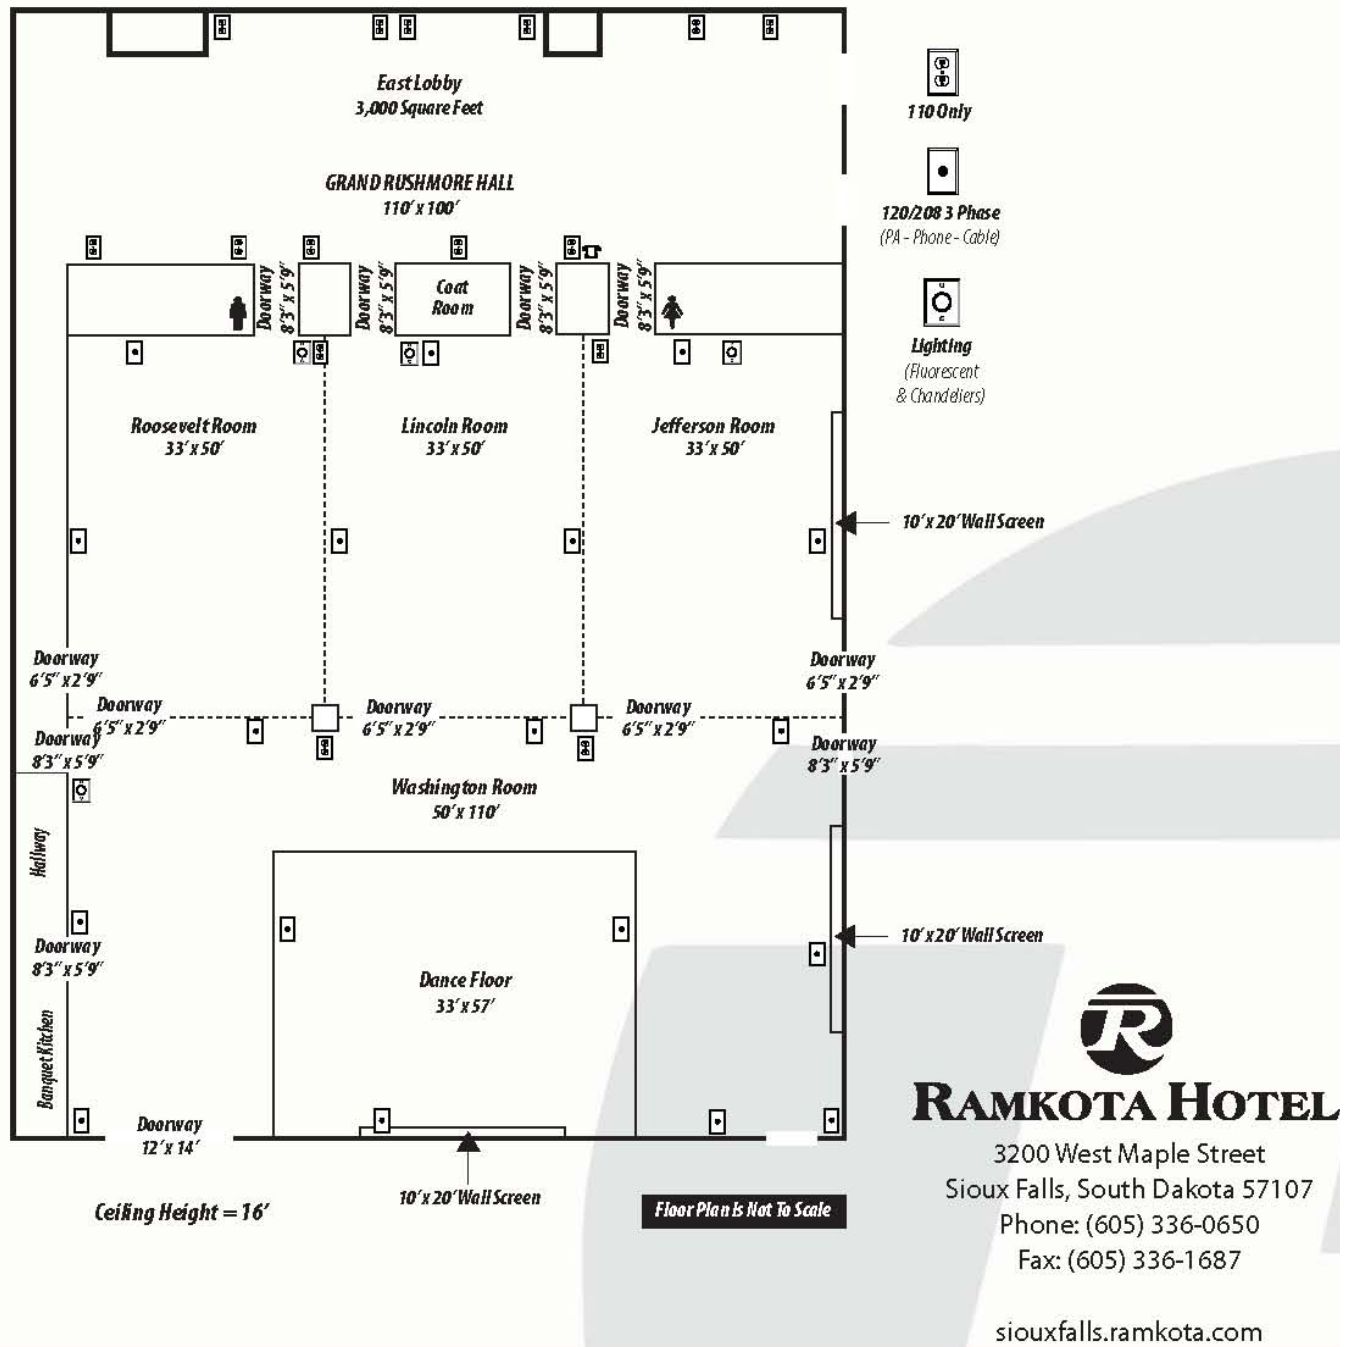 East Lobby
3,000 Square Feet
GRAND RUSHMORE HALL
110' x 100'
110 Only
120/208 3 Phase
(PA - Phone - Cable)
Lighting
(Fluorescent
& Chandeliers)
Doorway
8'3" x 5'9"
Doorway
8'3" x 5'9"
Coat
Room
Doorway
8'3" x 5'9"
Doorway
8'3" x 5'9"
Roosevelt Room
33' x 50'
Lincoln Room
33' x 50'
Jefferson Room
33' x 50'
10' x 20' Wall Screen
Doorway
6'5" x 2'9"
Doorway
6'5" x 2'9"
Doorway
6'5" x 2'9"
Doorway
6'5" x 2'9"
Doorway
6'5" x 2'9"
Doorway
8'3" x 5'9"
Doorway
8'3" x 5'9"
Washington Room
50' x 110'
Hallway
10' x 20' Wall Screen
Doorway
8'3" x 5'9"
Dance Floor
33' x 57'
Banquet Kitchen
Doorway
12' x 14'
10' x 20' Wall Screen
Ceiling Height = 16'
Floor Plan Is Not To Scale
R
RAMKOTA HOTEL
3200 West Maple Street
Sioux Falls, South Dakota 57107
Phone: (605) 336-0650
Fax: (605) 336-1687
siouxfalls.ramkota.com